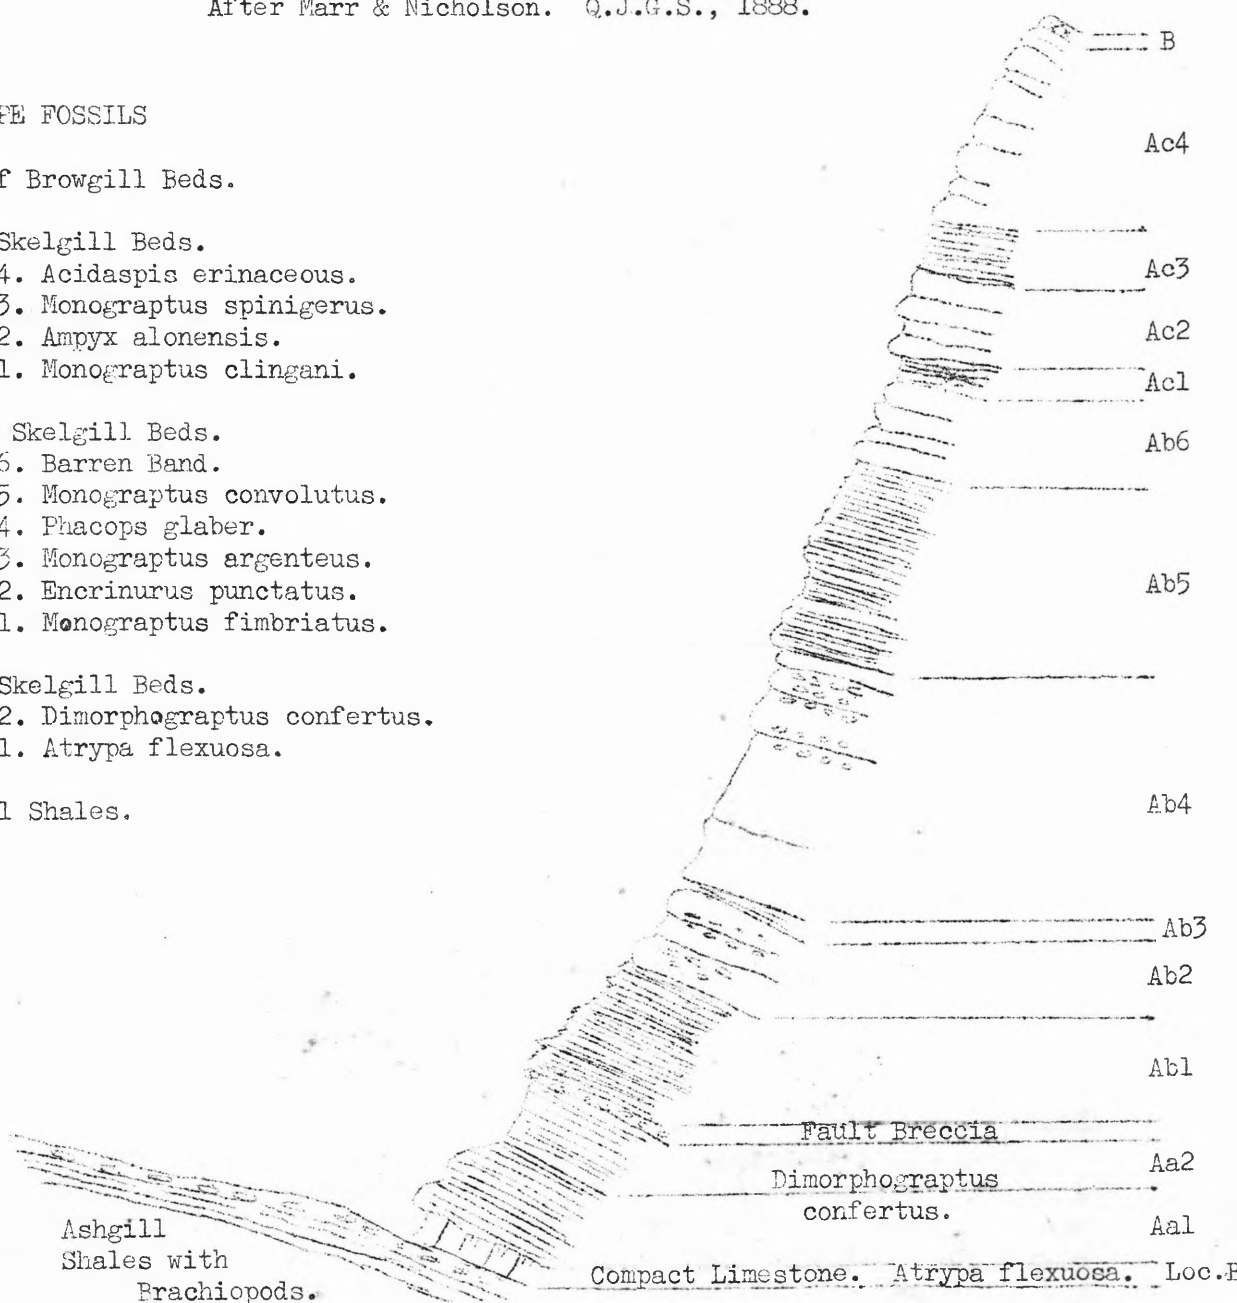 After Marr & Nicholson. Q.J.G.S., 1888.
PE FOSSILS
f Browgill Beds.
Skelgill Beds.
4. Acidaspis erinaceous.
3. Monograptus spinigerus.
2. Ampyx alonensis.
1. Monograptus clingani.
Skelgill Beds.
6. Barren Band.
5. Monograptus convolutus.
4. Phacops glaber.
3. Monograptus argenteus.
2. Encrinurus punctatus.
1. Monograptus fimbriatus.
Skelgill Beds.
2. Dimorphograptus confertus.
1. Atrypa flexuosa.
l Shales.
B
Ac4
Ac3
Ac2
Ac1
Ab6
Ab5
Ab4
Ab3
Ab2
Ab1
Fault Breccia
Aa2
Dimorphograptus
confertus.
Aa1
Compact Limestone. Atrypa flexuosa. Loc.B
Ashgill
Shales with
Brachiopods.